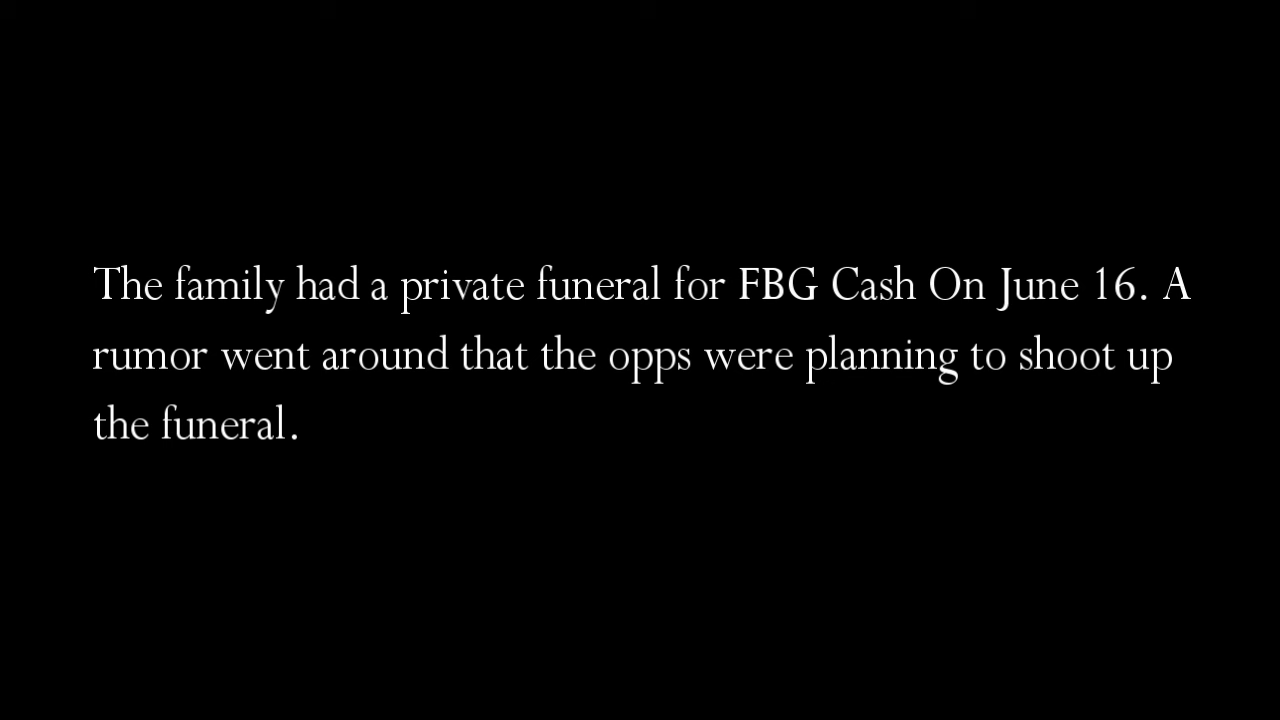 The family had a private funeral for FBG Cash On June 16. A
rumor went around that the opps were planning to shoot up
the funeral.